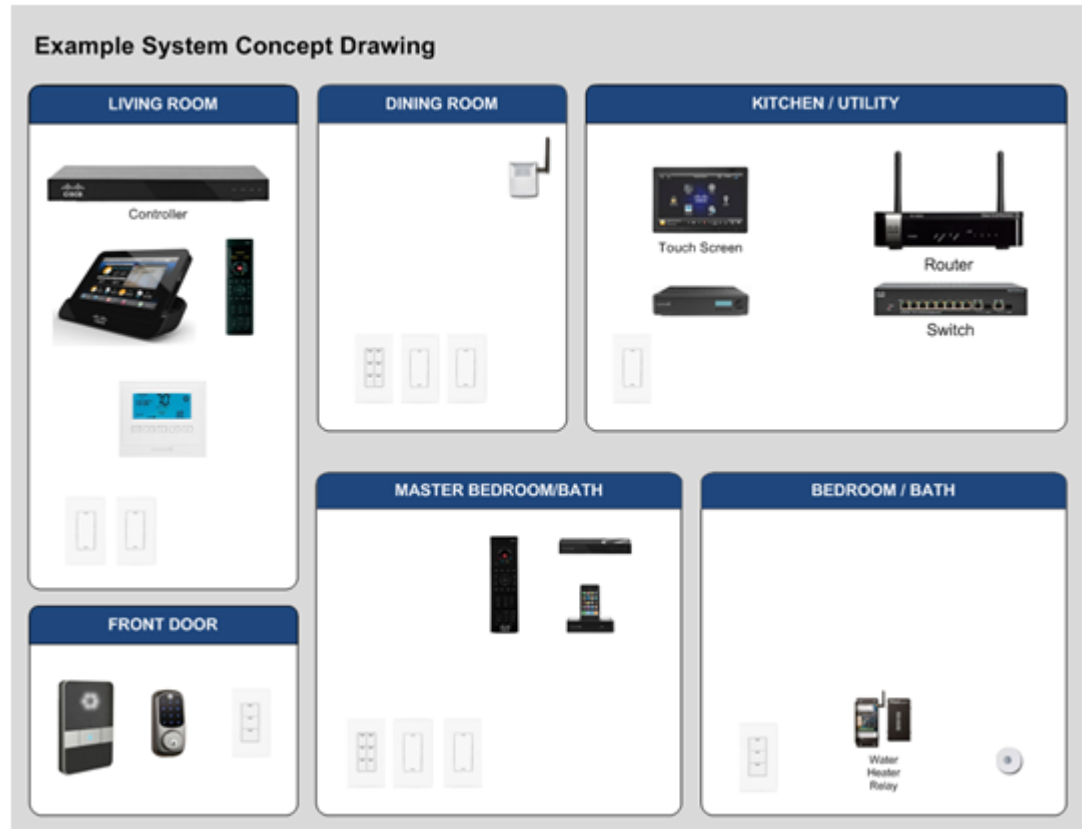 Example System Concept Drawing
LIVING ROOM
DINING ROOM
KITCHEN / UTILITY
CISCO
Controller
Touch Screen
Router
Switch
MASTER BEDROOM/BATH
BEDROOM / BATH
FRONT DOOR
Water
Heater
Relay